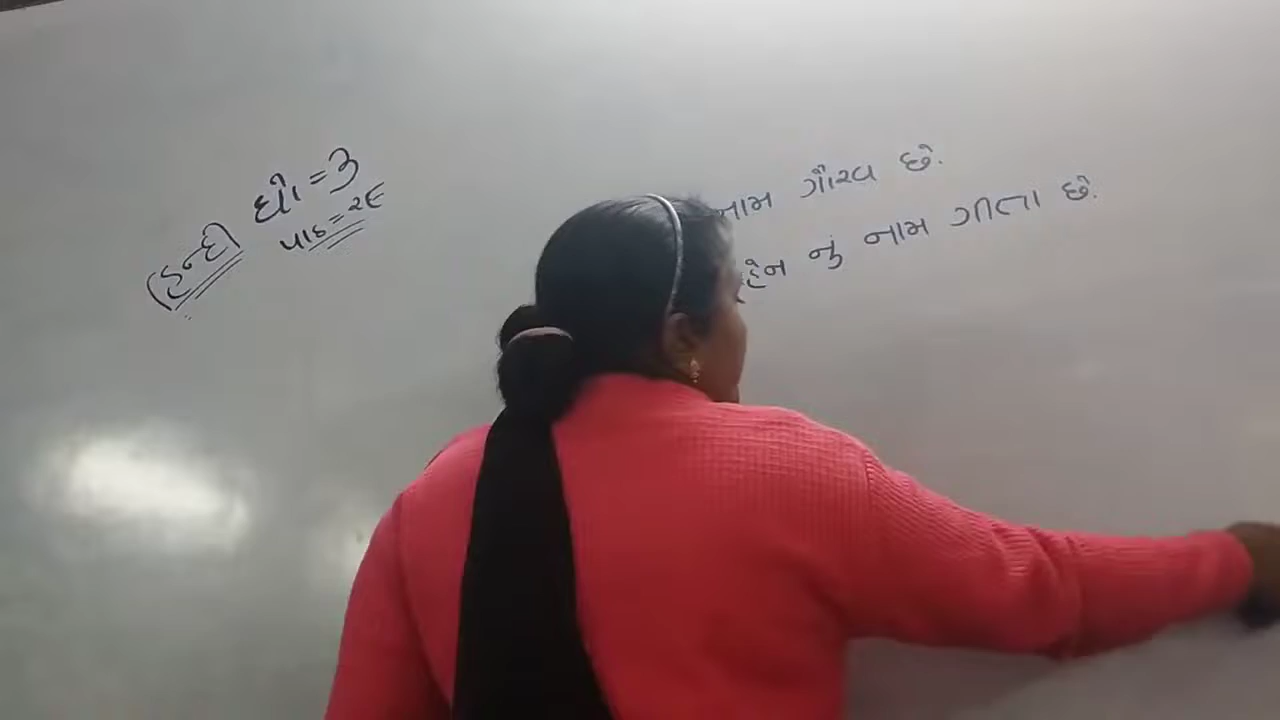 હિન્દી ધો. = 3
પાઠ = ૨૯
નામ ગૌરવ છે.
નું નામ ગીતા છે.